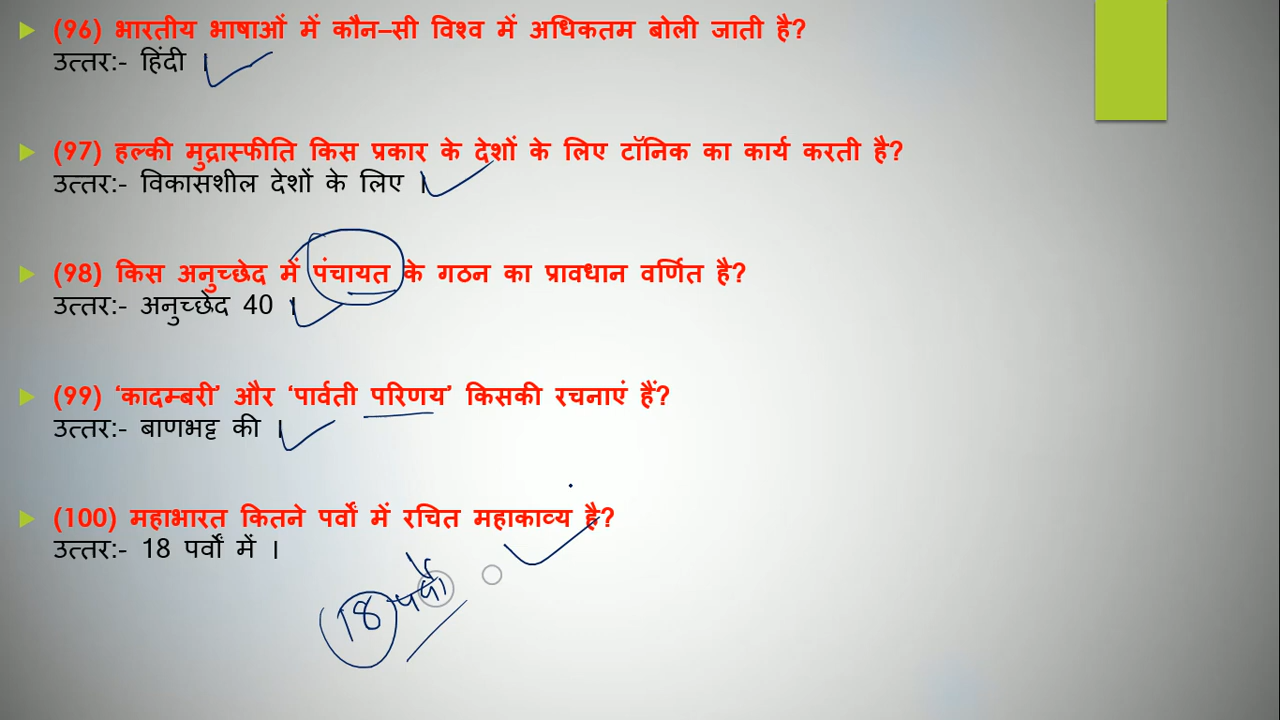 (96) भारतीय भाषाओं में कौन–सी विश्व में अधिकतम बोली जाती है?
उत्तर:- हिंदी ।
(97) हल्की मुद्रास्फीति किस प्रकार के देशों के लिए टॉनिक का कार्य करती है?
उत्तर:- विकासशील देशों के लिए ।
(98) किस अनुच्छेद में पंचायत के गठन का प्रावधान वर्णित है?
उत्तर:- अनुच्छेद 40 ।
(99) ‘कादम्बरी’ और ‘पार्वती परिणय’ किसकी रचनाएं हैं?
उत्तर:- बाणभट्ट की ।
(100) महाभारत कितने पर्वों में रचित महाकाव्य है?
उत्तर:- 18 पर्वों में ।
18 पर्वो